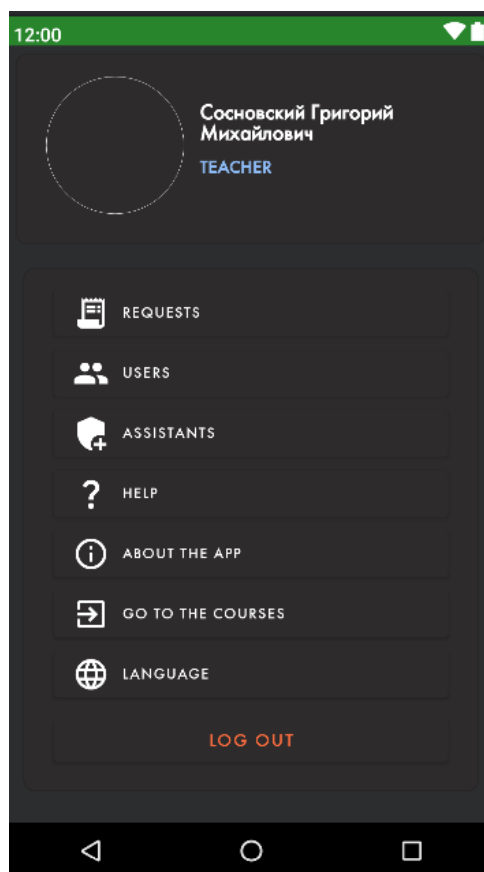 12:00
Сосновский Григорий
Михайлович
TEACHER
REQUESTS
USERS
ASSISTANTS
HELP
ABOUT THE APP
GO TO THE COURSES
LANGUAGE
LOG OUT